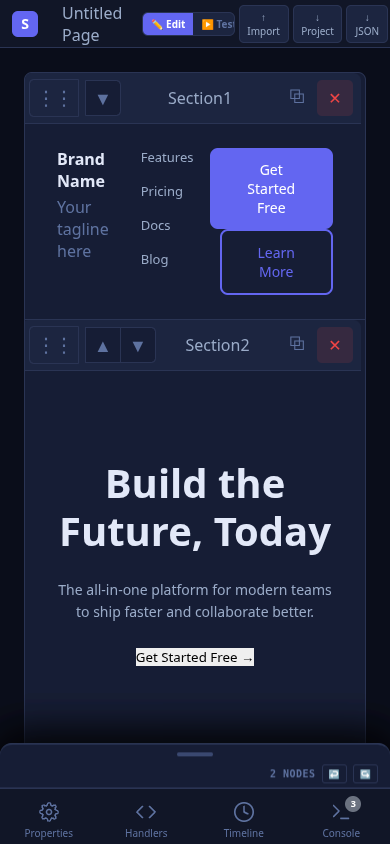 S
Untitled
Page
✏️ Edit
▶️ Test
↑
Import
↓
Project
↓
JSON
⋮⋮
▼
Section1
✕
Brand
Name
Your
tagline
here
Features
Pricing
Docs
Blog
Get
Started
Free
Learn
More
⋮⋮
▲
▼
Section2
✕
Build the
Future, Today
The all-in-one platform for modern teams
to ship faster and collaborate better.
Get Started Free →
2 NODES
Properties
Handlers
Timeline
3
Console